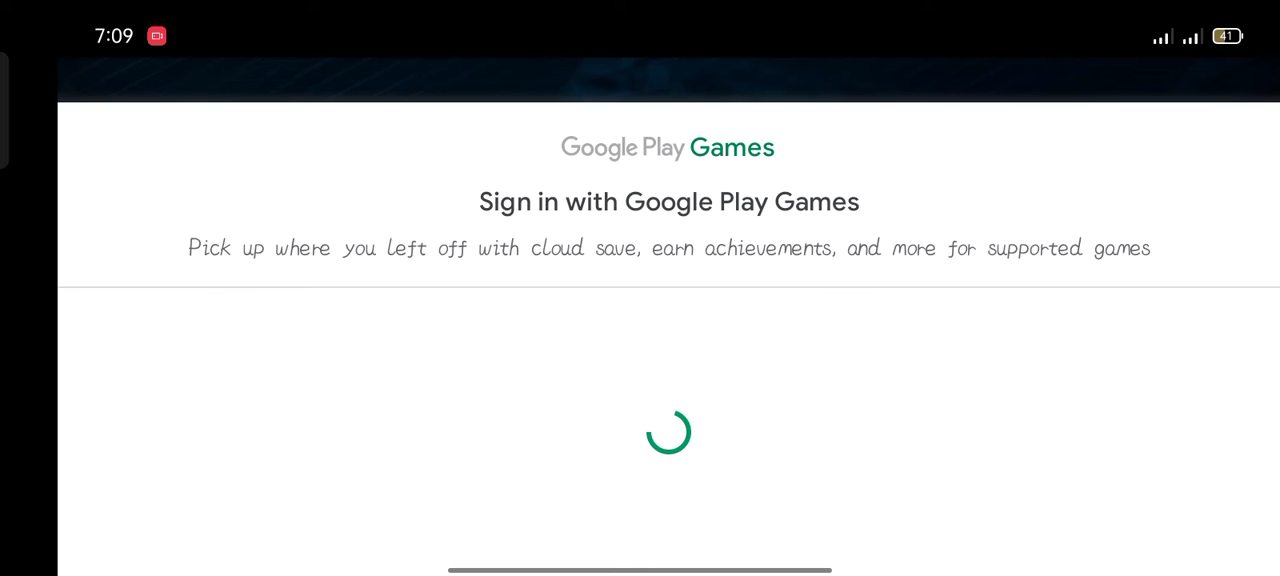 7:09
41
Google Play Games
Sign in with Google Play Games
Pick up where you left off with cloud save, earn achievements, and more for supported games